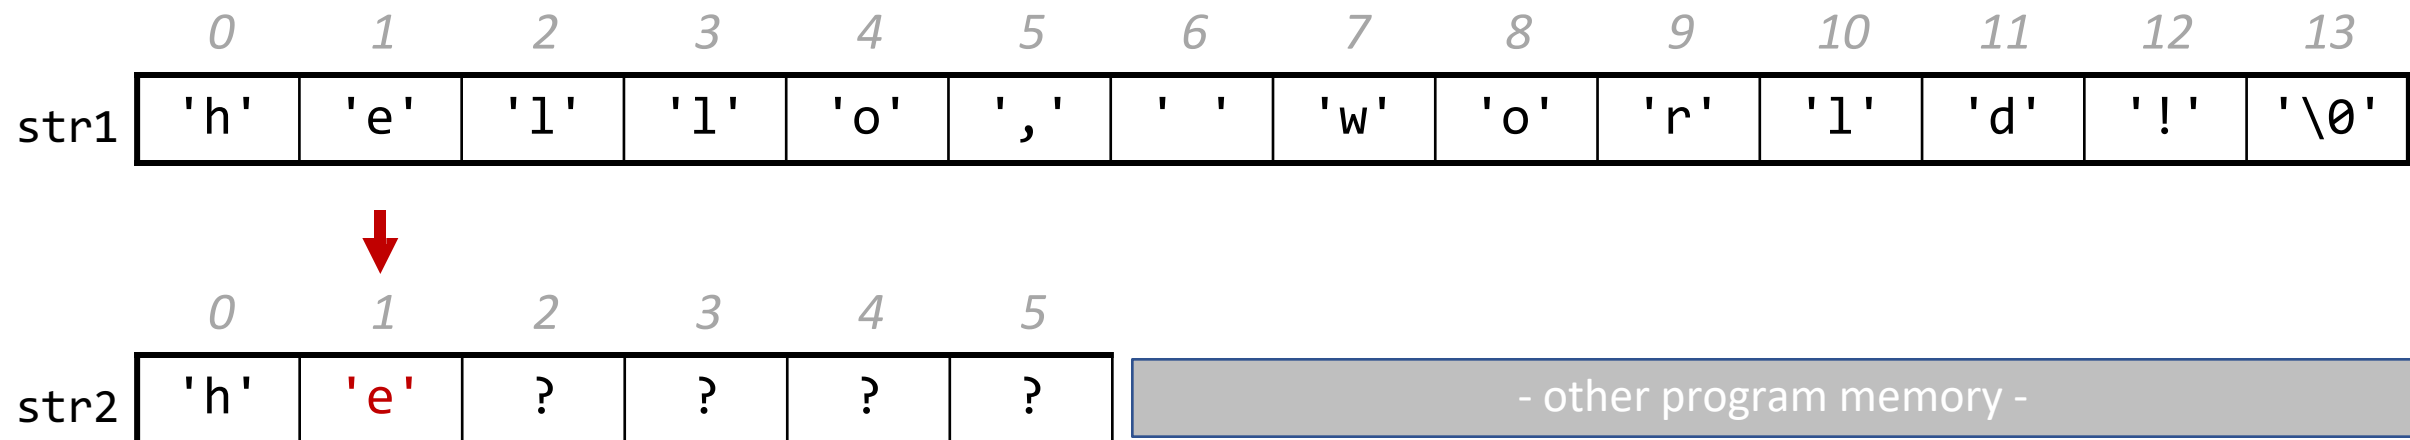 0 1 2 3 4 5 6 7 8 9 10 11 12 13
str1 'h' 'e' 'l' 'l' 'o' ',' ' ' 'w' 'o' 'r' 'l' 'd' '!' '\0'
0 1 2 3 4 5
str2 'h' 'e' ? ? ? ? - other program memory -